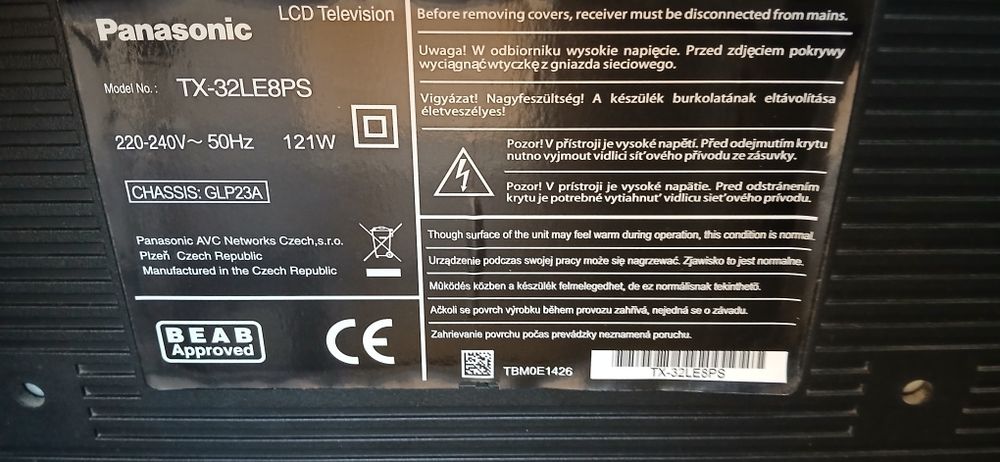 Panasonic
LCD Television
Model No.: TX-32LE8PS
220-240V~ 50Hz 121W
CHASSIS: GLP23A
Panasonic AVC Networks Czech,s.r.o.
Plzeň Czech Republic
Manufactured in the Czech Republic
BEAB
Approved
CE
Before removing covers, receiver must be disconnected from mains.
Uwaga! W odbiorniku wysokie napięcie. Przed zdjęciem pokrywy
wyciągnąćwtyczkęz gniazda sieciowego.
Vigyázat! Nagyfeszültség! A készülék burkolatának eltávolítása
életveszélyes!
Pozor! V přístroji je vysoké napětí. Před odejmutím krytu
nutno vyjmout vidlici síťového přívodu ze zásuvky.
Pozor! V prístroji je vysoké napätie. Pred odstránením
krytu je potrebné vytiahnuť vidlicu sieťového prívodu.
Though surface of the unit may feel warm during operation, this condition is normal.
Urządzenie podczas swojej pracy może się nagrzewać. Zjawisko to jest normalne.
Működés közben a készülék felmelegedhet, de ez normálisnak tekinthető.
Ačkoli se povrch výrobku během provozu zahřívá, nejedná se o závadu.
Zahrievanie povrchu počas prevádzky neznamená poruchu.
TBM0E1426
TX-32LE8PS